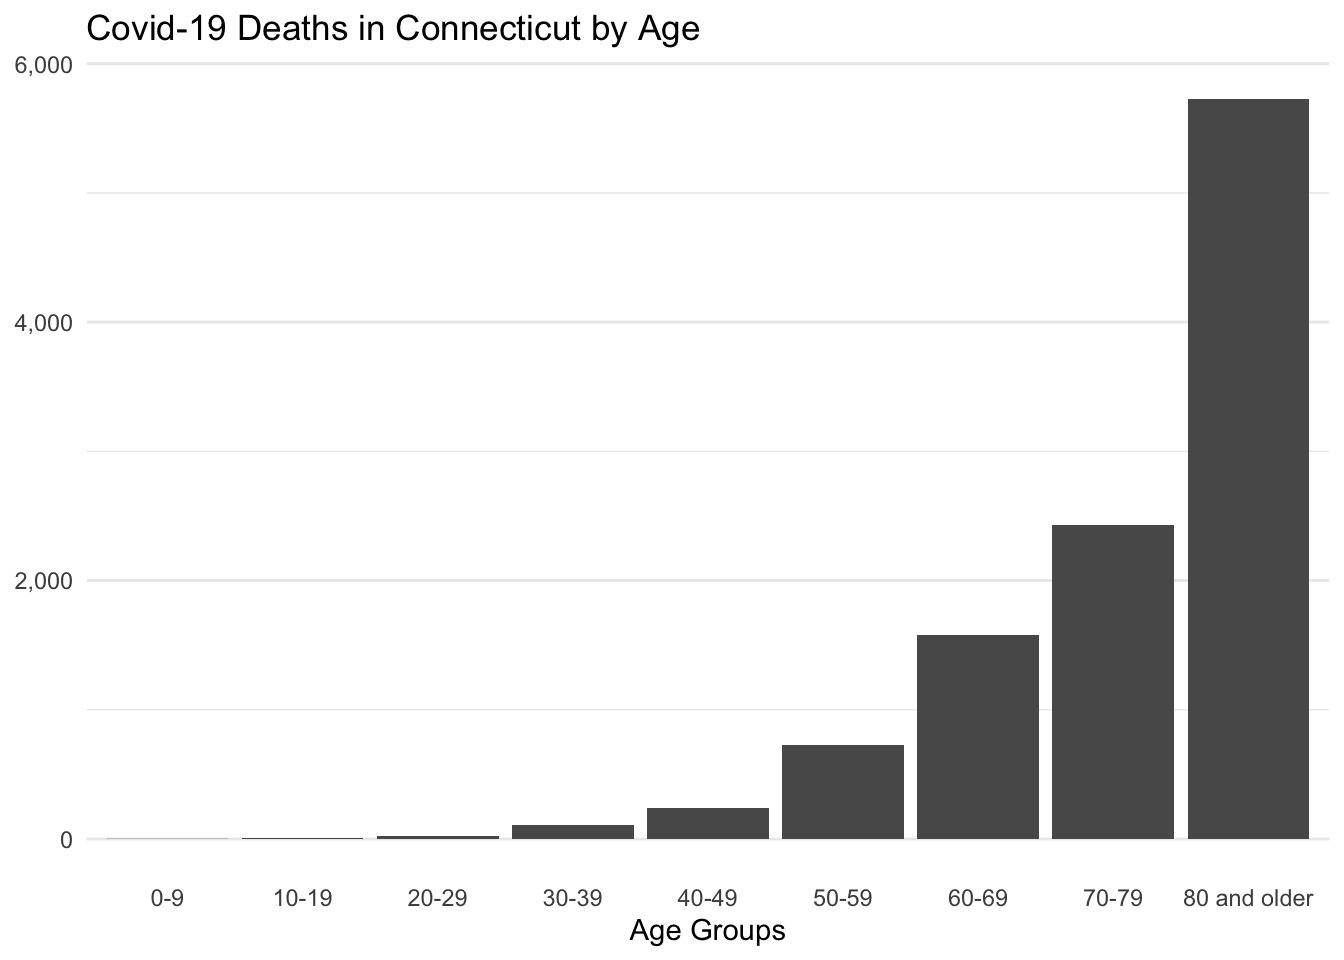 Covid-19 Deaths in Connecticut by Age
6,000
4,000
2,000
0
0-9 10-19 20-29 30-39 40-49 50-59 60-69 70-79 80 and older
Age Groups